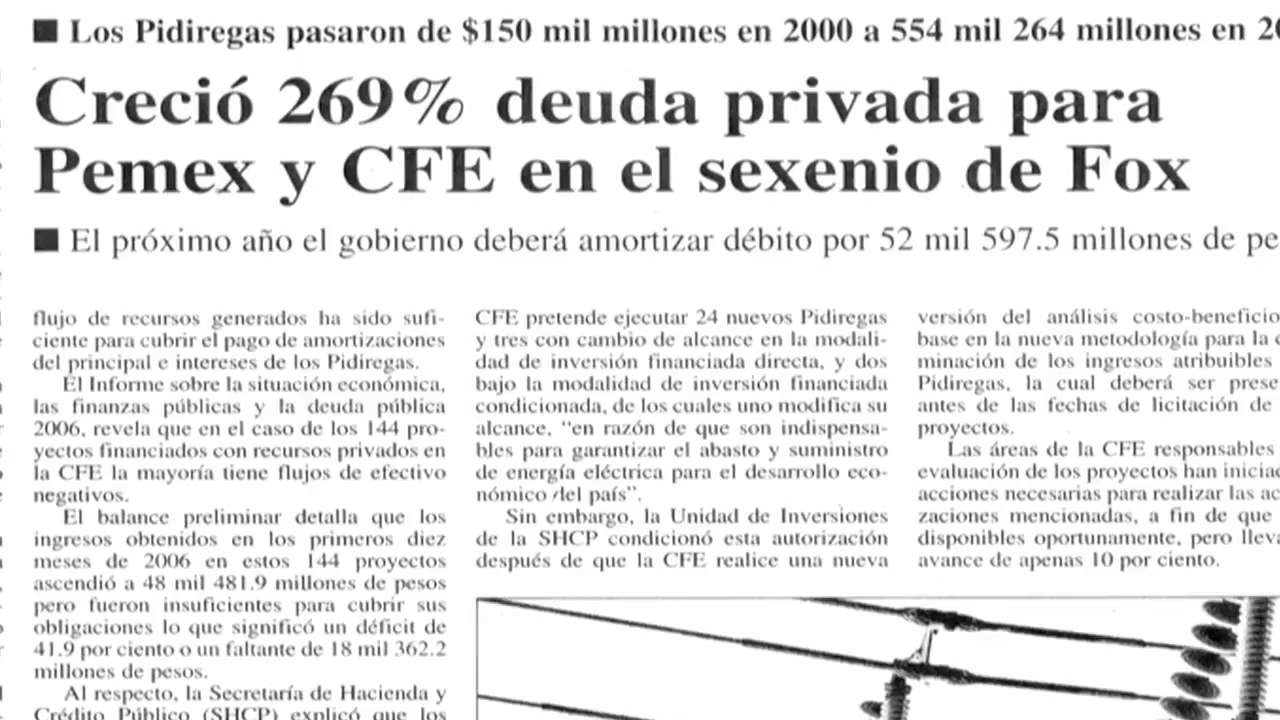 ■ Los Pidiregas pasaron de $150 mil millones en 2000 a 554 mil 264 millones en
Creció 269% deuda privada para
Pemex y CFE en el sexenio de Fox
■ El próximo año el gobierno deberá amortizar débito por 52 mil 597.5 millones de
flujo de recursos generados ha sido sufi-
ciente para cubrir el pago de amortizaciones
del principal e intereses de los Pidiregas.
El Informe sobre la situación económica,
las finanzas públicas y la deuda pública
2006, revela que en el caso de los 144 pro-
yectos financiados con recursos privados en
la CFE la mayoría tiene flujos de efectivo
negativos.
El balance preliminar detalla que los
ingresos obtenidos en los primeros diez
meses de 2006 en estos 144 proyectos
ascendió a 48 mil 481.9 millones de pesos
pero fueron insuficientes para cubrir sus
obligaciones lo que significó un déficit de
41.9 por ciento o un faltante de 18 mil 362.2
millones de pesos.
Al respecto, la Secretaría de Hacienda y
Crédito Público (SHCP) explicó que los
CFE pretende ejecutar 24 nuevos Pidiregas
y tres con cambio de alcance en la modali-
dad de inversión financiada directa, y dos
bajo la modalidad de inversión financiada
condicionada, de los cuales uno modifica su
alcance, "en razón de que son indispensa-
bles para garantizar el abasto y suministro
de energía eléctrica para el desarrollo eco-
nómico del país".
Sin embargo, la Unidad de Inversiones
de la SHCP condicionó esta autorización
después de que la CFE realice una nueva
versión del análisis costo-beneficio
base en la nueva metodología para la
minación de los ingresos atribuibles
Pidiregas, la cual deberá ser
antes de las fechas de licitación de
proyectos.
Las áreas de la CFE responsables
evaluación de los proyectos han
acciones necesarias para realizar las
zaciones mencionadas, a fin de que
disponibles oportunamente, pero
avance de apenas 10 por ciento.